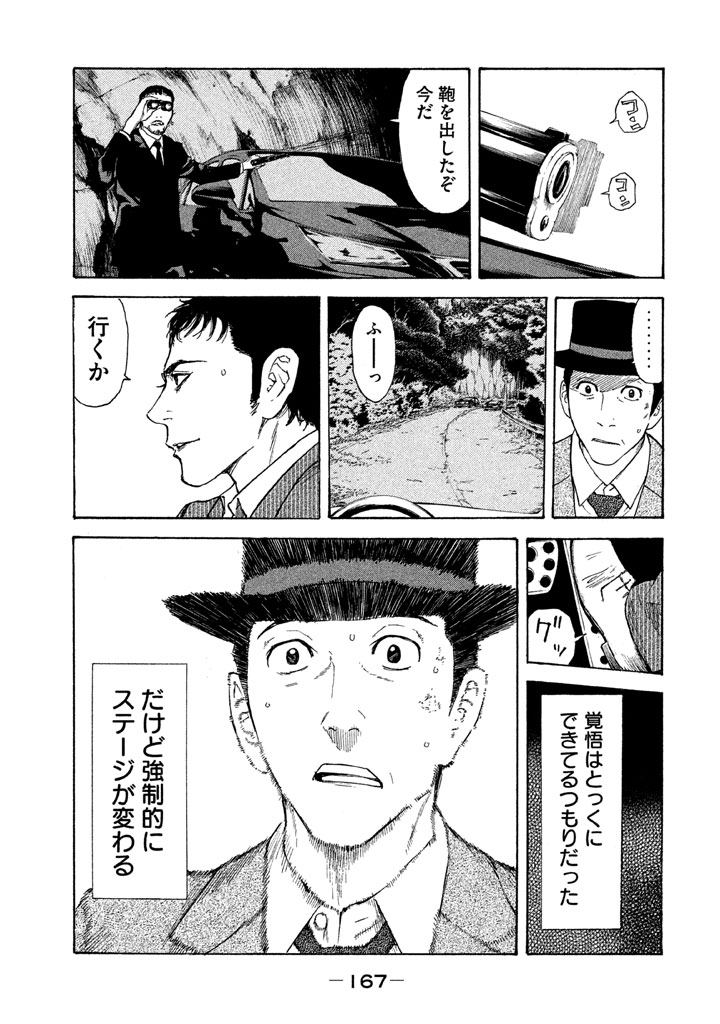 コン
コン
鞄を出したぞ
今だ
‥‥‥‥
ふーっ
行くか
グッ
覚悟はとっくに
できてるつもりだった
だけど強制的に
ステージが変わる
—167—